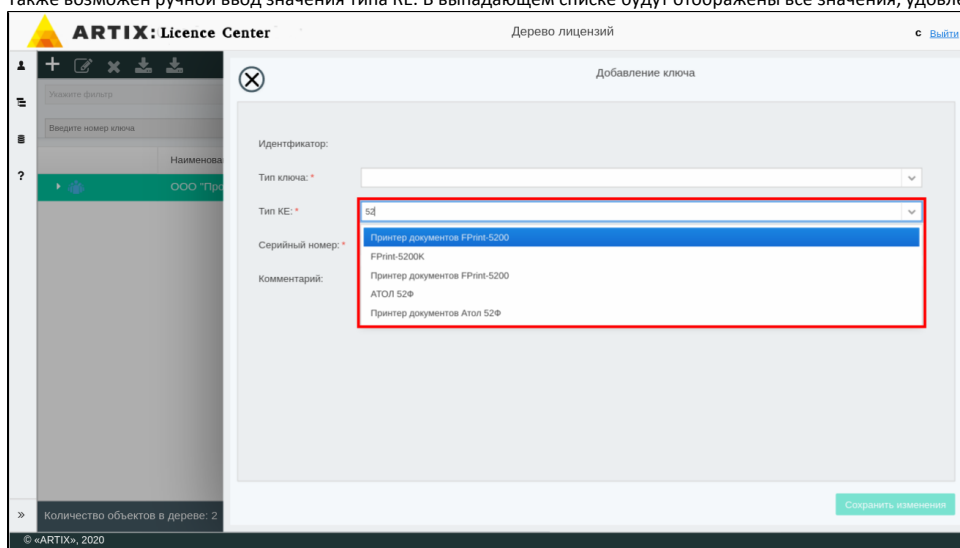 также возможен ручной ввод значения типа КЕ. В выпадающем списке будут отображены все значения,
ARTIX: Licence Center
Дерево лицензий
с Выйти
Укажите фильтр
Введите номер ключа
Наименова
ООО "Про
Добавление ключа
Идентификатор:
Тип ключа: *
Тип КЕ: * 52
Принтер документов FPrint-5200
FPrint-5200K
Принтер документов FPrint-5200
АТОЛ 52Ф
Принтер документов Атол 52Ф
Серийный номер: *
Комментарий:
Сохранить изменения
Количество объектов в дереве: 2
© «ARTIX», 2020